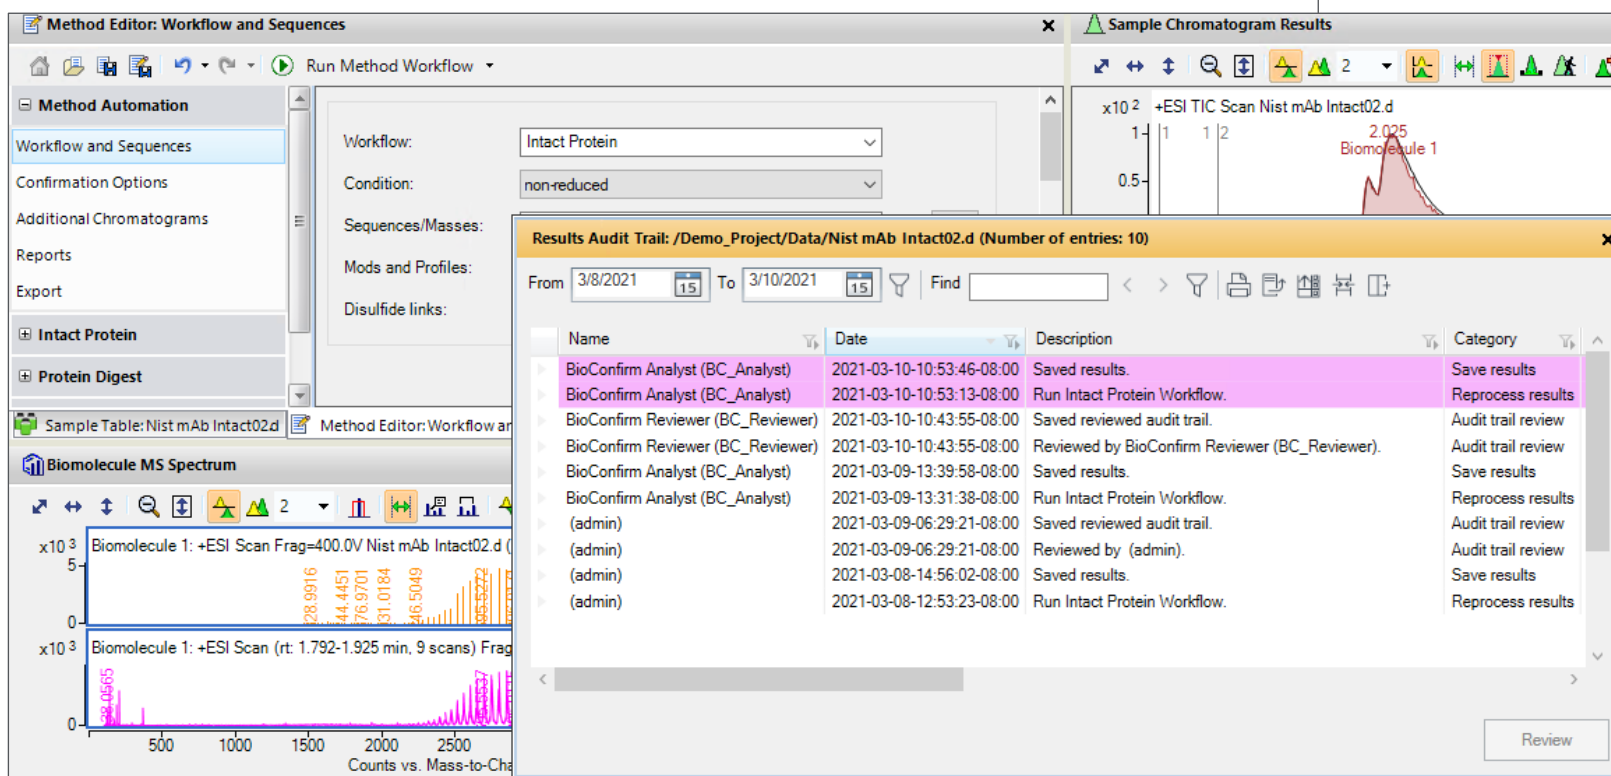 Method Editor: Workflow and Sequences
Run Method Workflow
Method Automation
Workflow and Sequences
Confirmation Options
Additional Chromatograms
Reports
Export
Intact Protein
Protein Digest
Workflow: Intact Protein
Condition: non-reduced
Sequences/Masses:
Mods and Profiles:
Disulfide links:
Sample Chromatogram Results
2
x10 2 +ESI TIC Scan Nist mAb Intact02.d
1 1 1 2 2.025
Biomolecule 1
0.5
Sample Table: Nist mAb Intact02.d Method Editor: Workflow
Biomolecule MS Spectrum
2
x10 3 Biomolecule 1: +ESI Scan Frag=400.0V Nist mAb Intact02.d (
5
28.9916 44.4451 76.9701 31.0184 46.5049
0
x10 3 Biomolecule 1: +ESI Scan (rt: 1.792-1.925 min, 9 scans) Frag
0
500 1000 1500 2000 2500
Counts vs. Mass-to-Cha
Results Audit Trail: /Demo_Project/Data/Nist mAb Intact02.d (Number of entries: 10)
From 3/8/2021 15 To 3/10/2021 15 Find
Name Date Description Category
BioConfirm Analyst (BC_Analyst) 2021-03-10-10:53:46-08:00 Saved results. Save results
BioConfirm Analyst (BC_Analyst) 2021-03-10-10:53:13-08:00 Run Intact Protein Workflow. Reprocess results
BioConfirm Reviewer (BC_Reviewer) 2021-03-10-10:43:55-08:00 Saved reviewed audit trail. Audit trail review
BioConfirm Reviewer (BC_Reviewer) 2021-03-10-10:43:55-08:00 Reviewed by BioConfirm Reviewer (BC_Reviewer). Audit trail review
BioConfirm Analyst (BC_Analyst) 2021-03-09-13:39:58-08:00 Saved results. Save results
BioConfirm Analyst (BC_Analyst) 2021-03-09-13:31:38-08:00 Run Intact Protein Workflow. Reprocess results
(admin) 2021-03-09-06:29:21-08:00 Saved reviewed audit trail. Audit trail review
(admin) 2021-03-09-06:29:21-08:00 Reviewed by (admin). Audit trail review
(admin) 2021-03-08-14:56:02-08:00 Saved results. Save results
(admin) 2021-03-08-12:53:23-08:00 Run Intact Protein Workflow. Reprocess results
Review